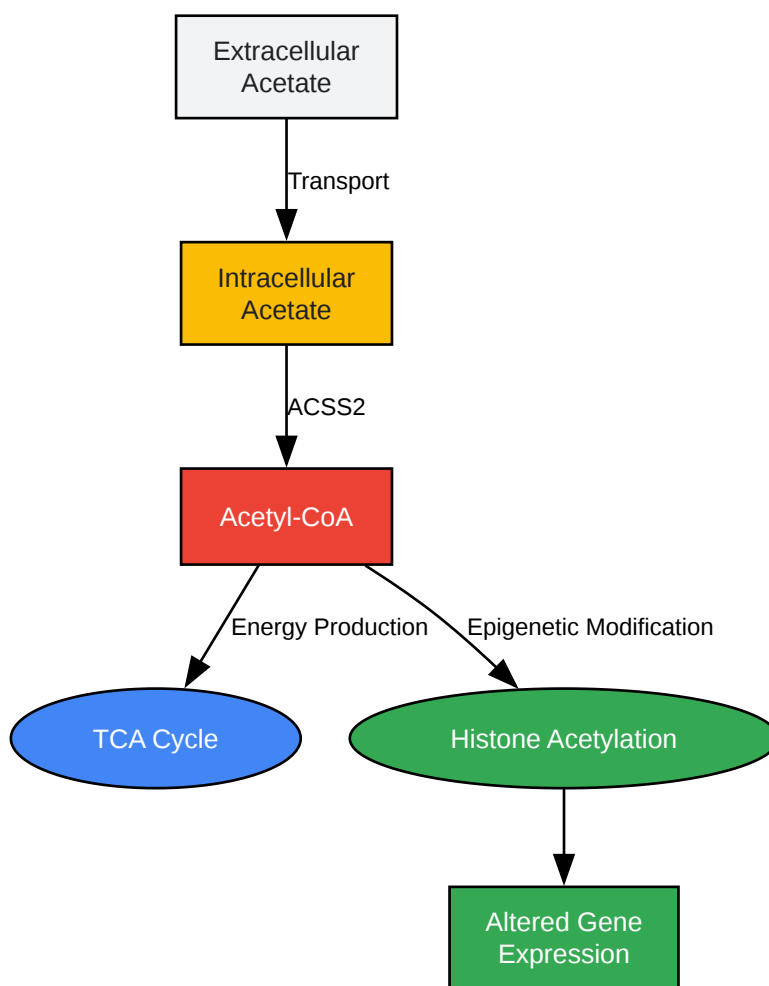 Extracellular
Acetate
Transport
Intracellular
Acetate
ACSS2
Acetyl-CoA
Energy Production
Epigenetic Modification
TCA Cycle
Histone Acetylation
Altered Gene
Expression